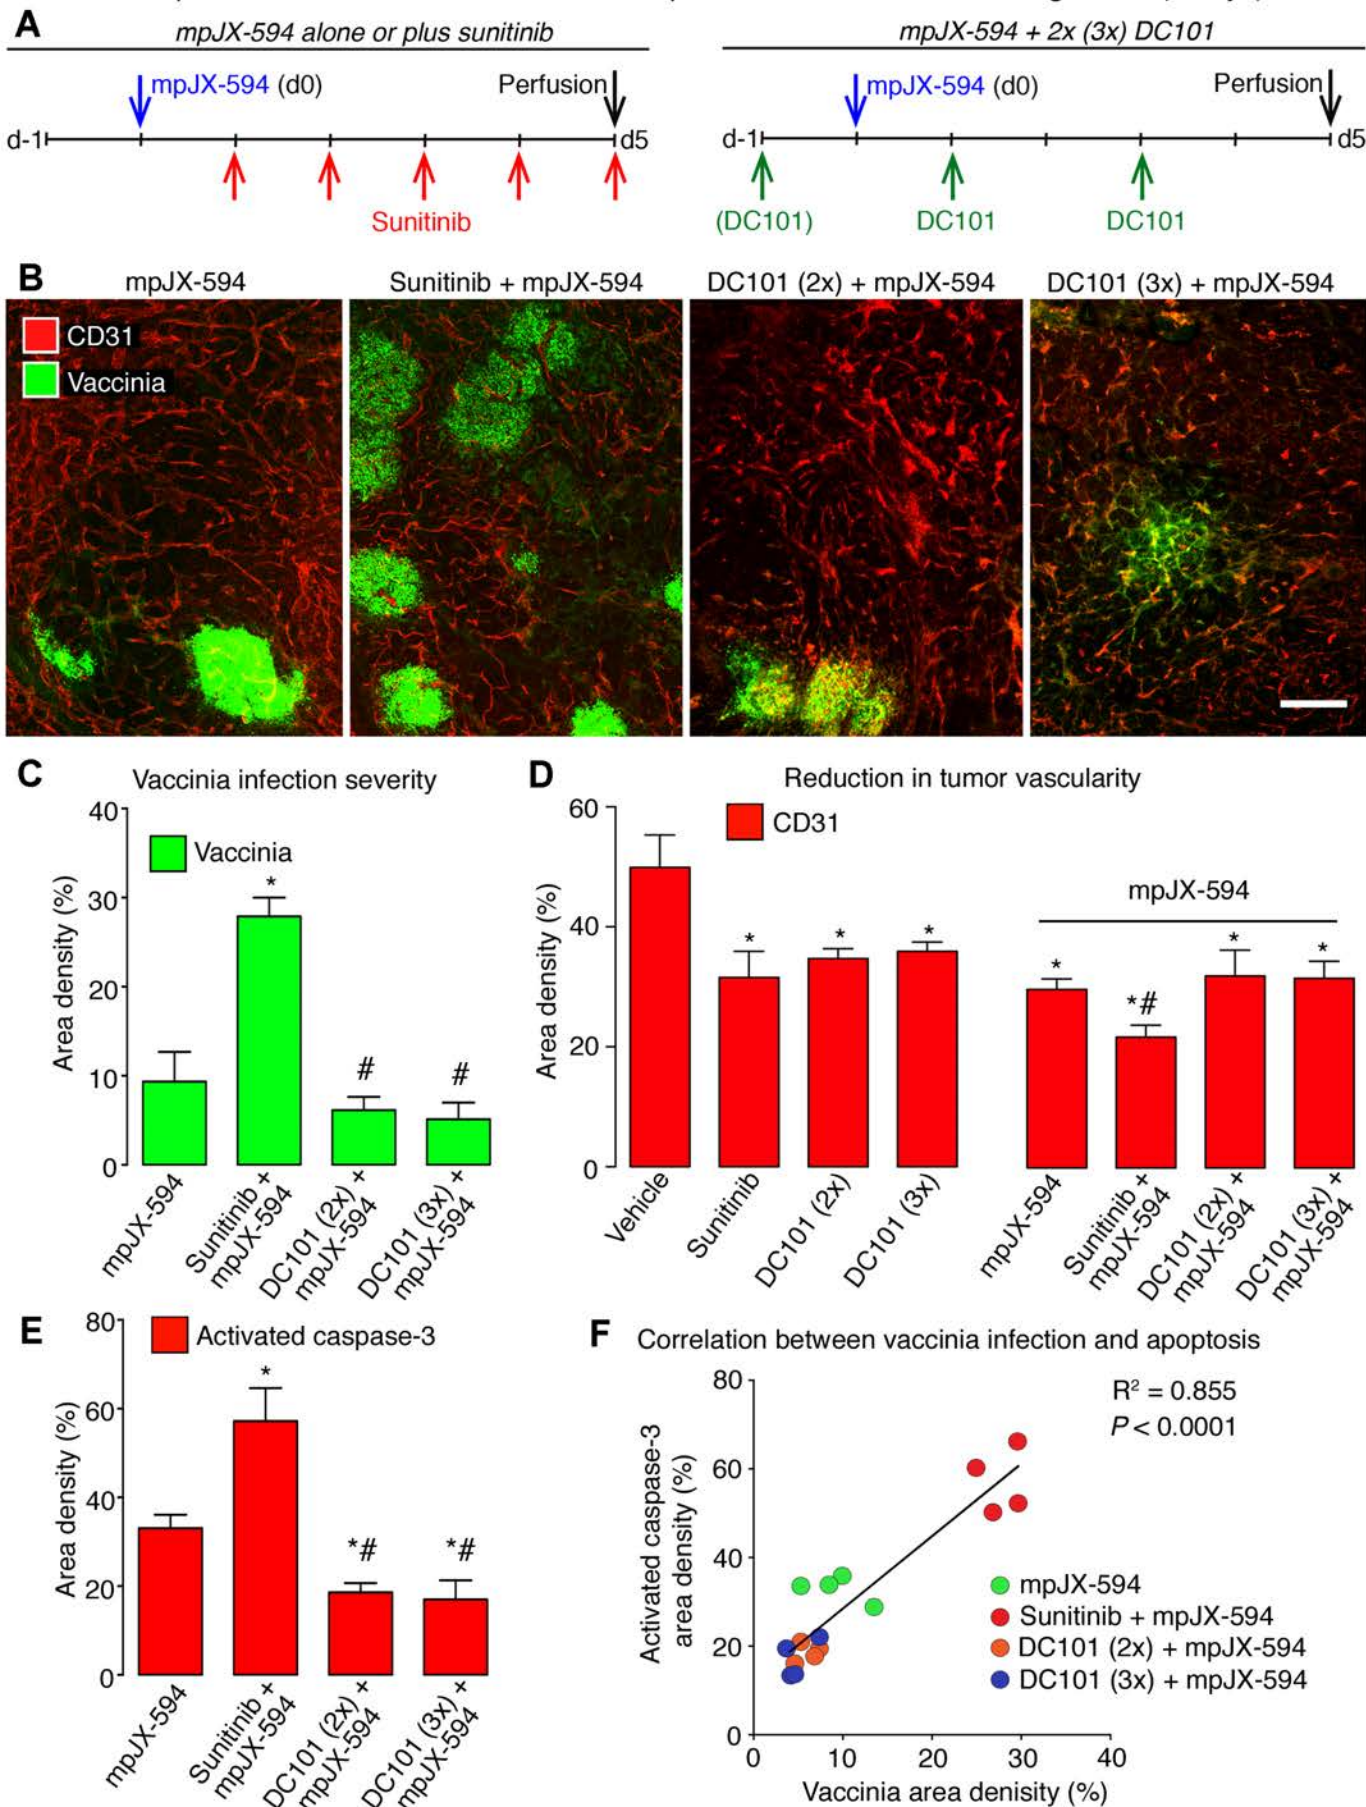 A
mpJX-594 alone or plus sunitinib
mpJX-594 (d0)
Perfusion
d-1
d5
Sunitinib
mpJX-594 + 2x (3x) DC101
mpJX-594 (d0)
Perfusion
d-1
d5
(DC101)
DC101
DC101
B
mpJX-594
Sunitinib + mpJX-594
DC101 (2x) + mpJX-594
DC101 (3x) + mpJX-594
CD31
Vaccinia
C
Vaccinia infection severity
Vaccinia
Area density (%)
40
30
20
10
0
*
#
#
mpJX-594
Sunitinib +
mpJX-594
DC101 (2x) +
mpJX-594
DC101 (3x) +
mpJX-594
D
Reduction in tumor vascularity
CD31
Area density (%)
60
40
20
0
mpJX-594
*
*
*
*
*#
*
*
Vehicle
Sunitinib
DC101 (2x)
DC101 (3x)
mpJX-594
Sunitinib +
mpJX-594
DC101 (2x) +
mpJX-594
DC101 (3x) +
mpJX-594
E
Activated caspase-3
Area density (%)
80
60
40
20
0
*
*#
*#
mpJX-594
Sunitinib +
mpJX-594
DC101 (2x) +
mpJX-594
DC101 (3x) +
mpJX-594
F
Correlation between vaccinia infection and apoptosis
R² = 0.855
P < 0.0001
Activated caspase-3
area density (%)
80
60
40
20
0
mpJX-594
Sunitinib + mpJX-594
DC101 (2x) + mpJX-594
DC101 (3x) + mpJX-594
0
10
20
30
40
Vaccinia area denisity (%)